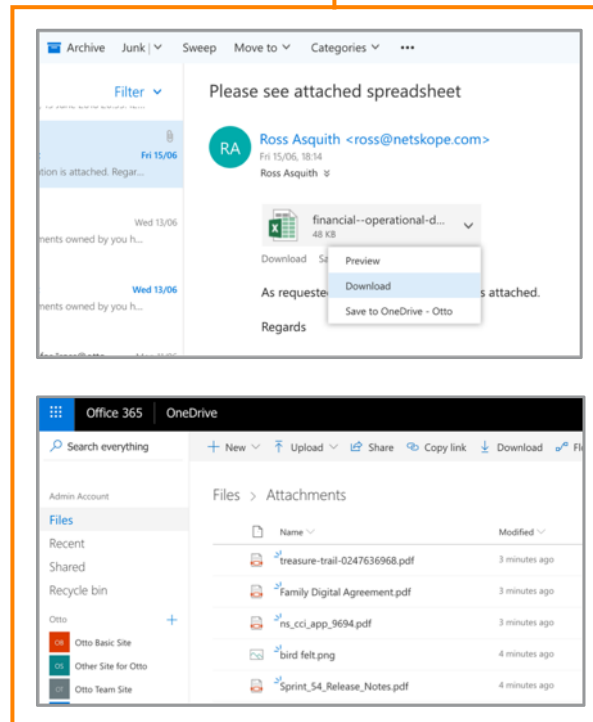 Archive Junk | Sweep Move to Categories •••
Filter
Please see attached spreadsheet
RA
Ross Asquith <ross@netskope.com>
Fri 15/06, 18:14
Ross Asquith
Fri 15/06
tion is attached. Regar...
financial--operational-d...
48 KB
Wed 13/06
ments owned by you h...
Download Sa
Preview
Download
Save to OneDrive - Otto
Wed 13/06
ments owned by you h...
As requeste s attached.
Regards
Office 365 OneDrive
Search everything
+ New Upload Share Copy link Download Fl
Admin Account
Files > Attachments
Files
Recent
Shared
Recycle bin
Name Modified
treasure-trail-0247636968.pdf 3 minutes ago
Family Digital Agreement.pdf 3 minutes ago
ns_cci_app_9694.pdf 3 minutes ago
bird felt.png 4 minutes ago
Sprint_54_Release_Notes.pdf 4 minutes ago
Otto +
OB Otto Basic Site
OS Other Site for Otto
OT Otto Team Site